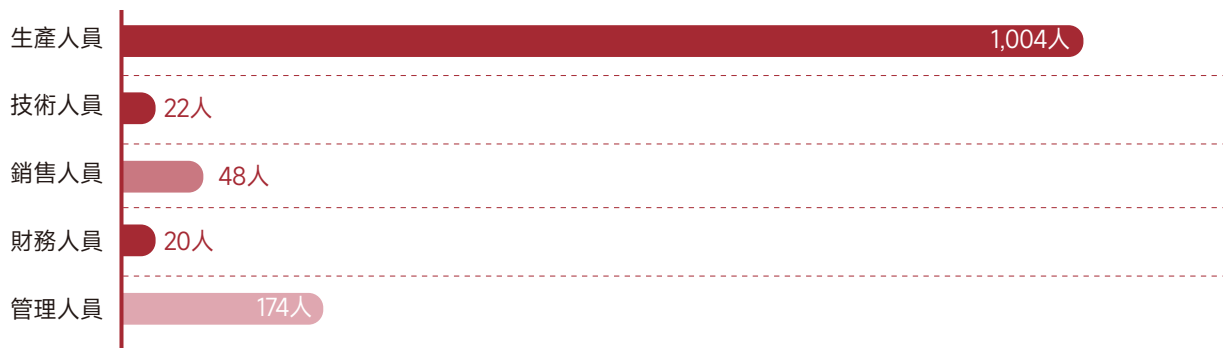 生產人員 1,004人
技術人員 22人
銷售人員 48人
財務人員 20人
管理人員 174人